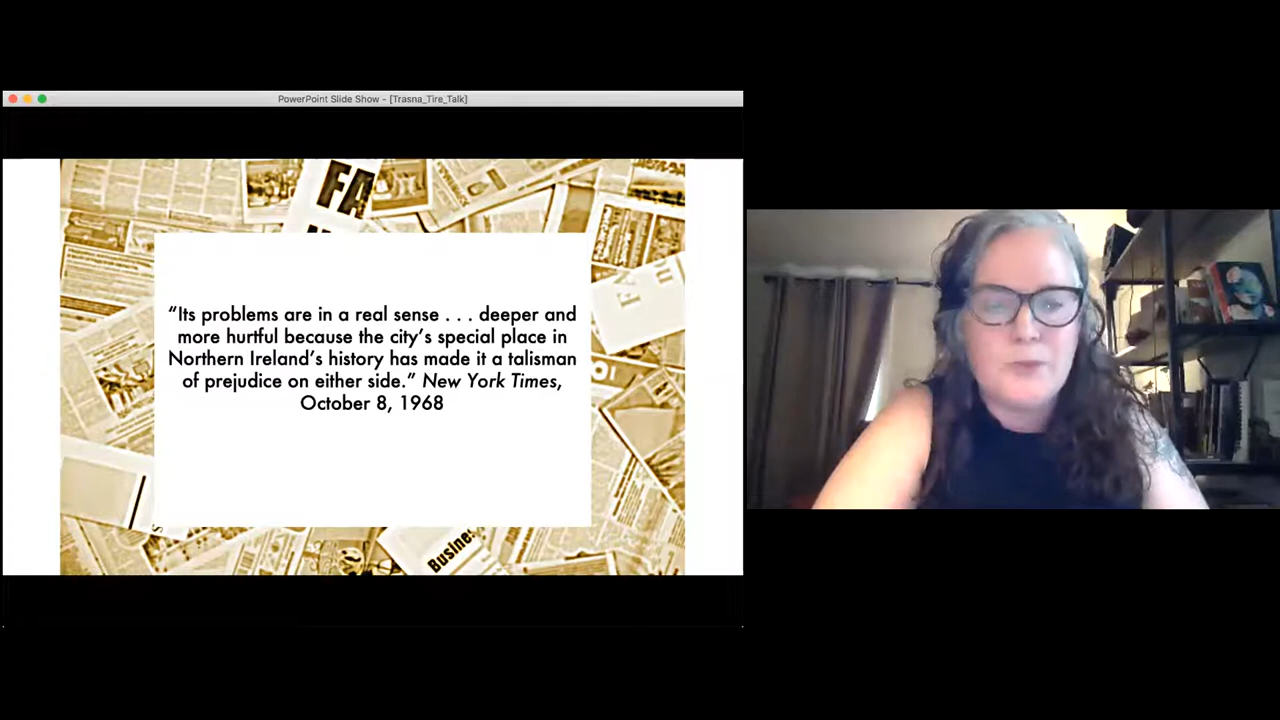 PowerPoint Slide Show - [Trasna_Tire_Talk]
FA
“Its problems are in a real sense . . . deeper and
more hurtful because the city’s special place in
Northern Ireland’s history has made it a talisman
of prejudice on either side.” New York Times,
October 8, 1968
Busine